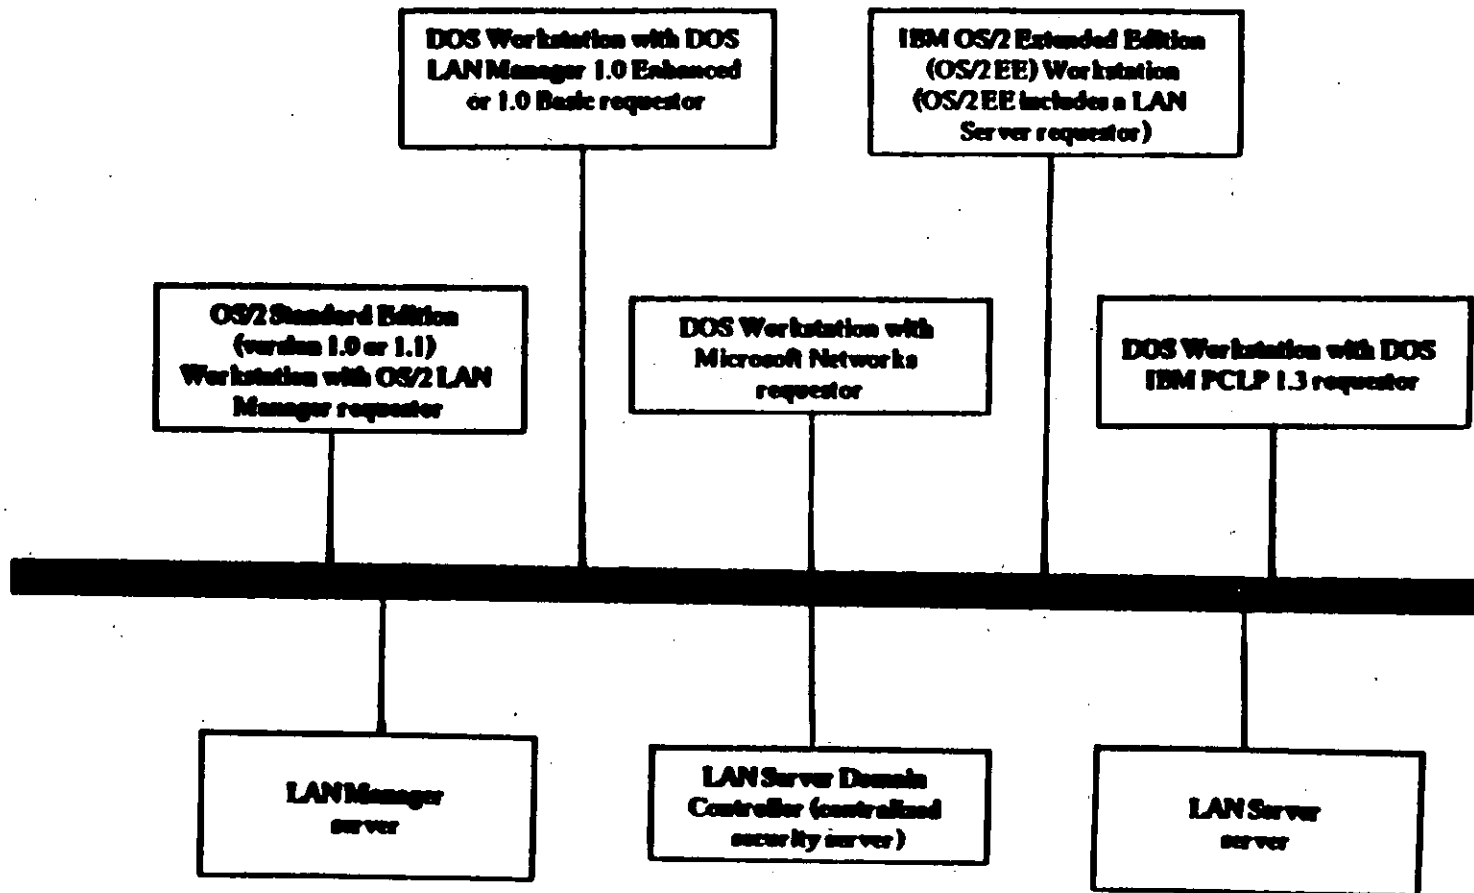 DOS Workstation with DOS
LAN Manager 1.0 Enhanced
or 1.0 Basic requestor
IBM OS/2 Extended Edition
(OS/2 EE) Workstation
(OS/2 EE includes a LAN
Server requestor)
OS/2 Standard Edition
(version 1.0 or 1.1)
Workstation with OS/2 LAN
Manager requestor
DOS Workstation with
Microsoft Networks
requestor
DOS Workstation with DOS
IBM PCLP 1.3 requestor
LAN Manager
server
LAN Server Domain
Controller (centralized
security server)
LAN Server
server